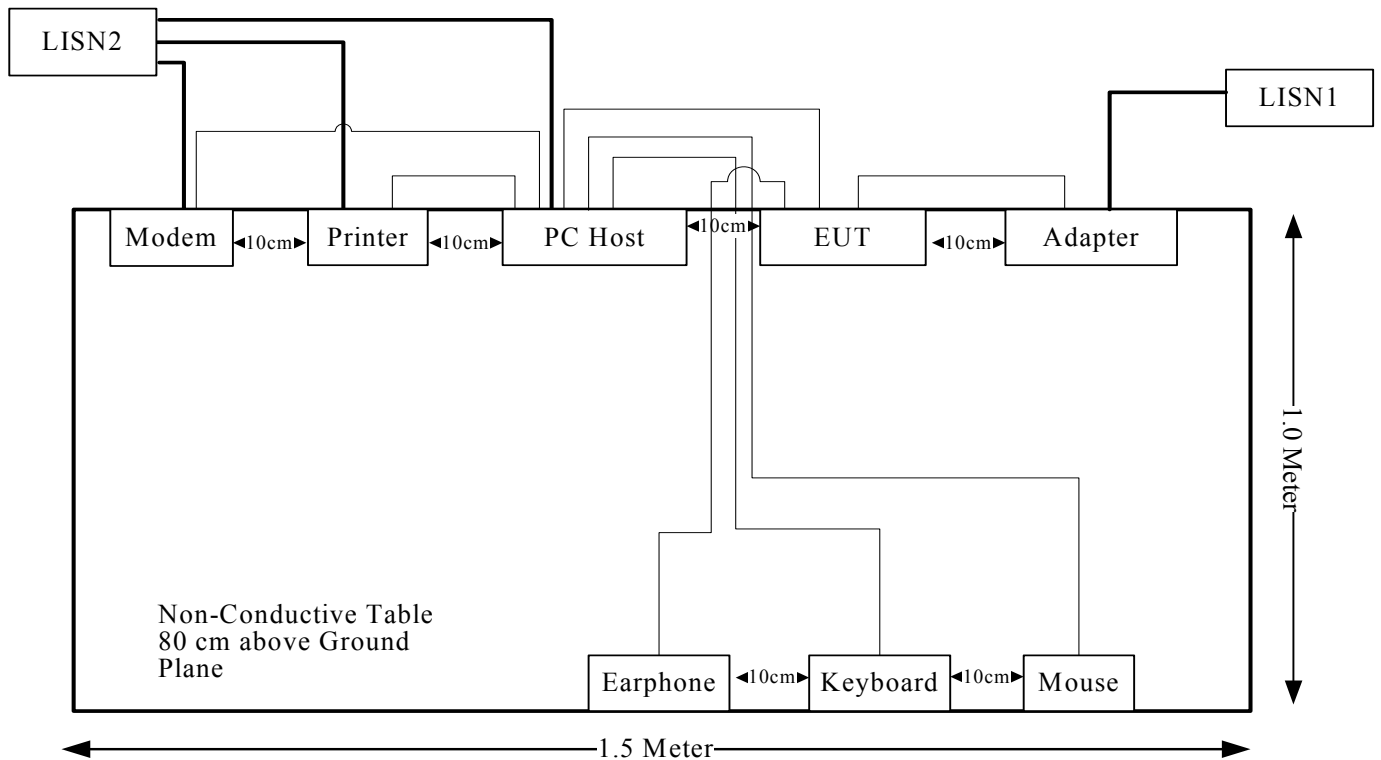 LISN2
LISN1
Modem
10cm
Printer
10cm
PC Host
10cm
EUT
10cm
Adapter
1.0 Meter
Non-Conductive Table
80 cm above Ground
Plane
Earphone
10cm
Keyboard
10cm
Mouse
1.5 Meter